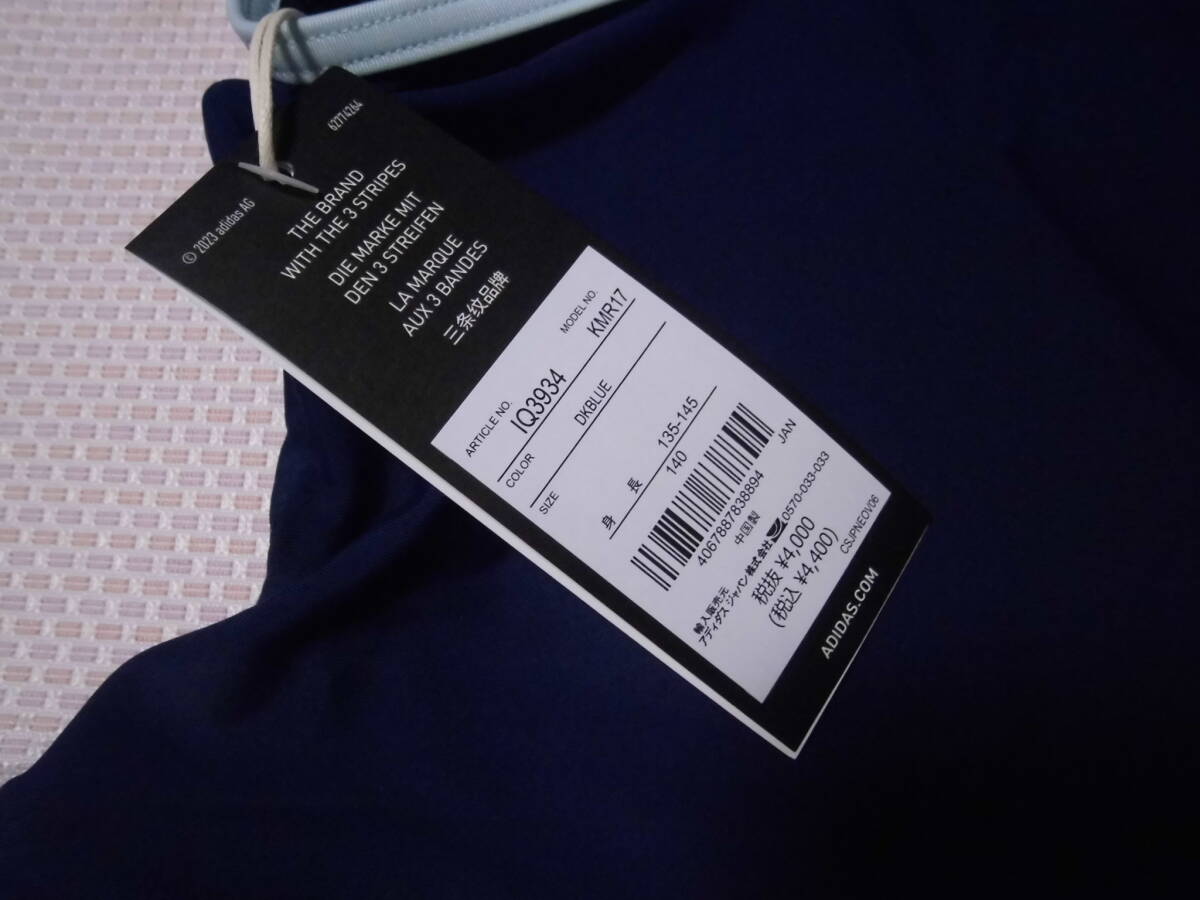 62774264
© 2023 adidas AG
THE BRAND
WITH THE 3 STRIPES
DIE MARKE MIT
DEN 3 STREIFEN
LA MARQUE
AUX 3 BANDES
三条纹品牌
ARTICLE NO. MODEL NO.
IQ3934 KMR17
COLOR DKBLUE
SIZE
身 長 135-145
140
JAN
4067887838894
中国製
輸入販売元
アディダス ジャパン株式会社 0570-033-033
税抜 ¥4,000
(税込 ¥4,400)
CSJPNEOV06
ADIDAS.COM